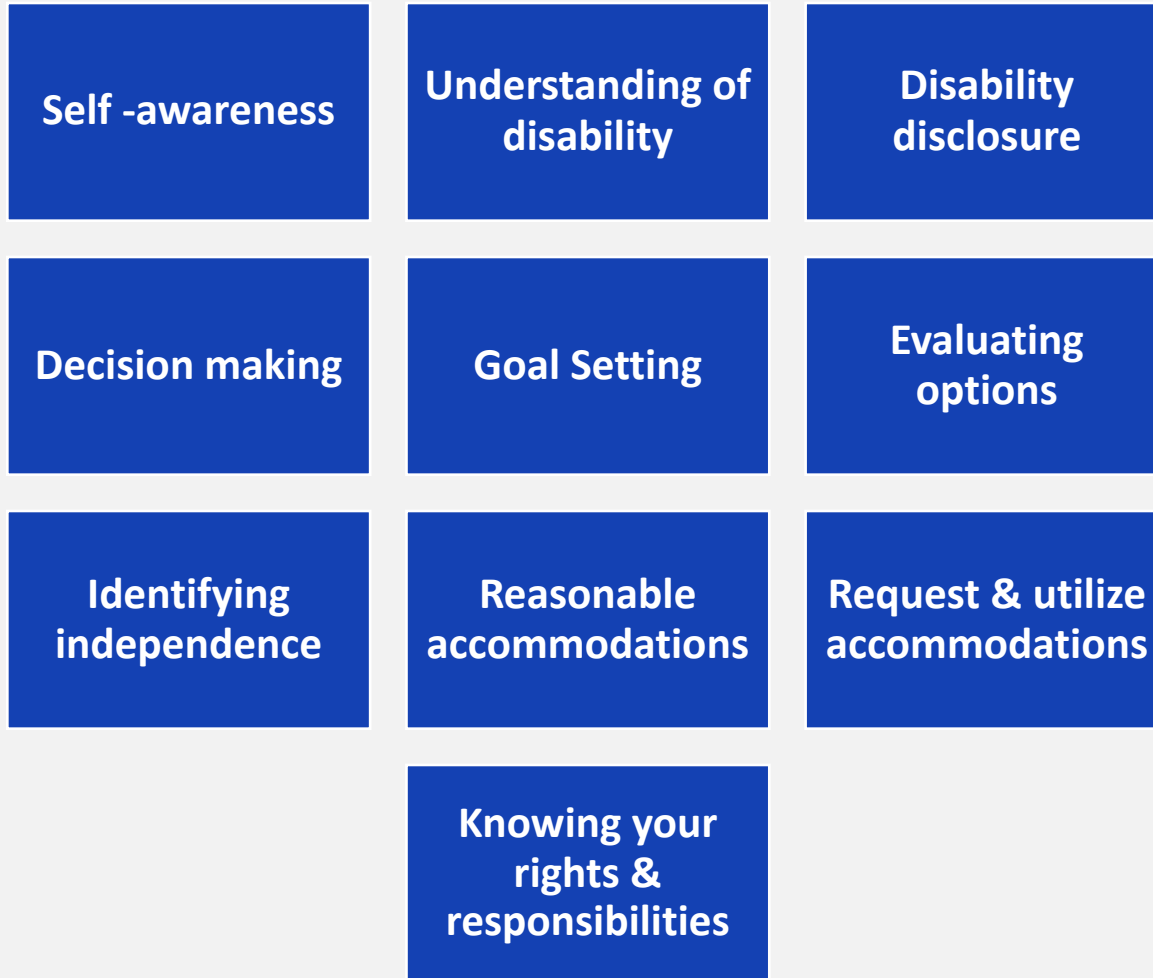 Self -awareness
Understanding of
disability
Disability
disclosure
Decision making
Goal Setting
Evaluating
options
Identifying
independence
Reasonable
accommodations
Request & utilize
accommodations
Knowing your
rights &
responsibilities